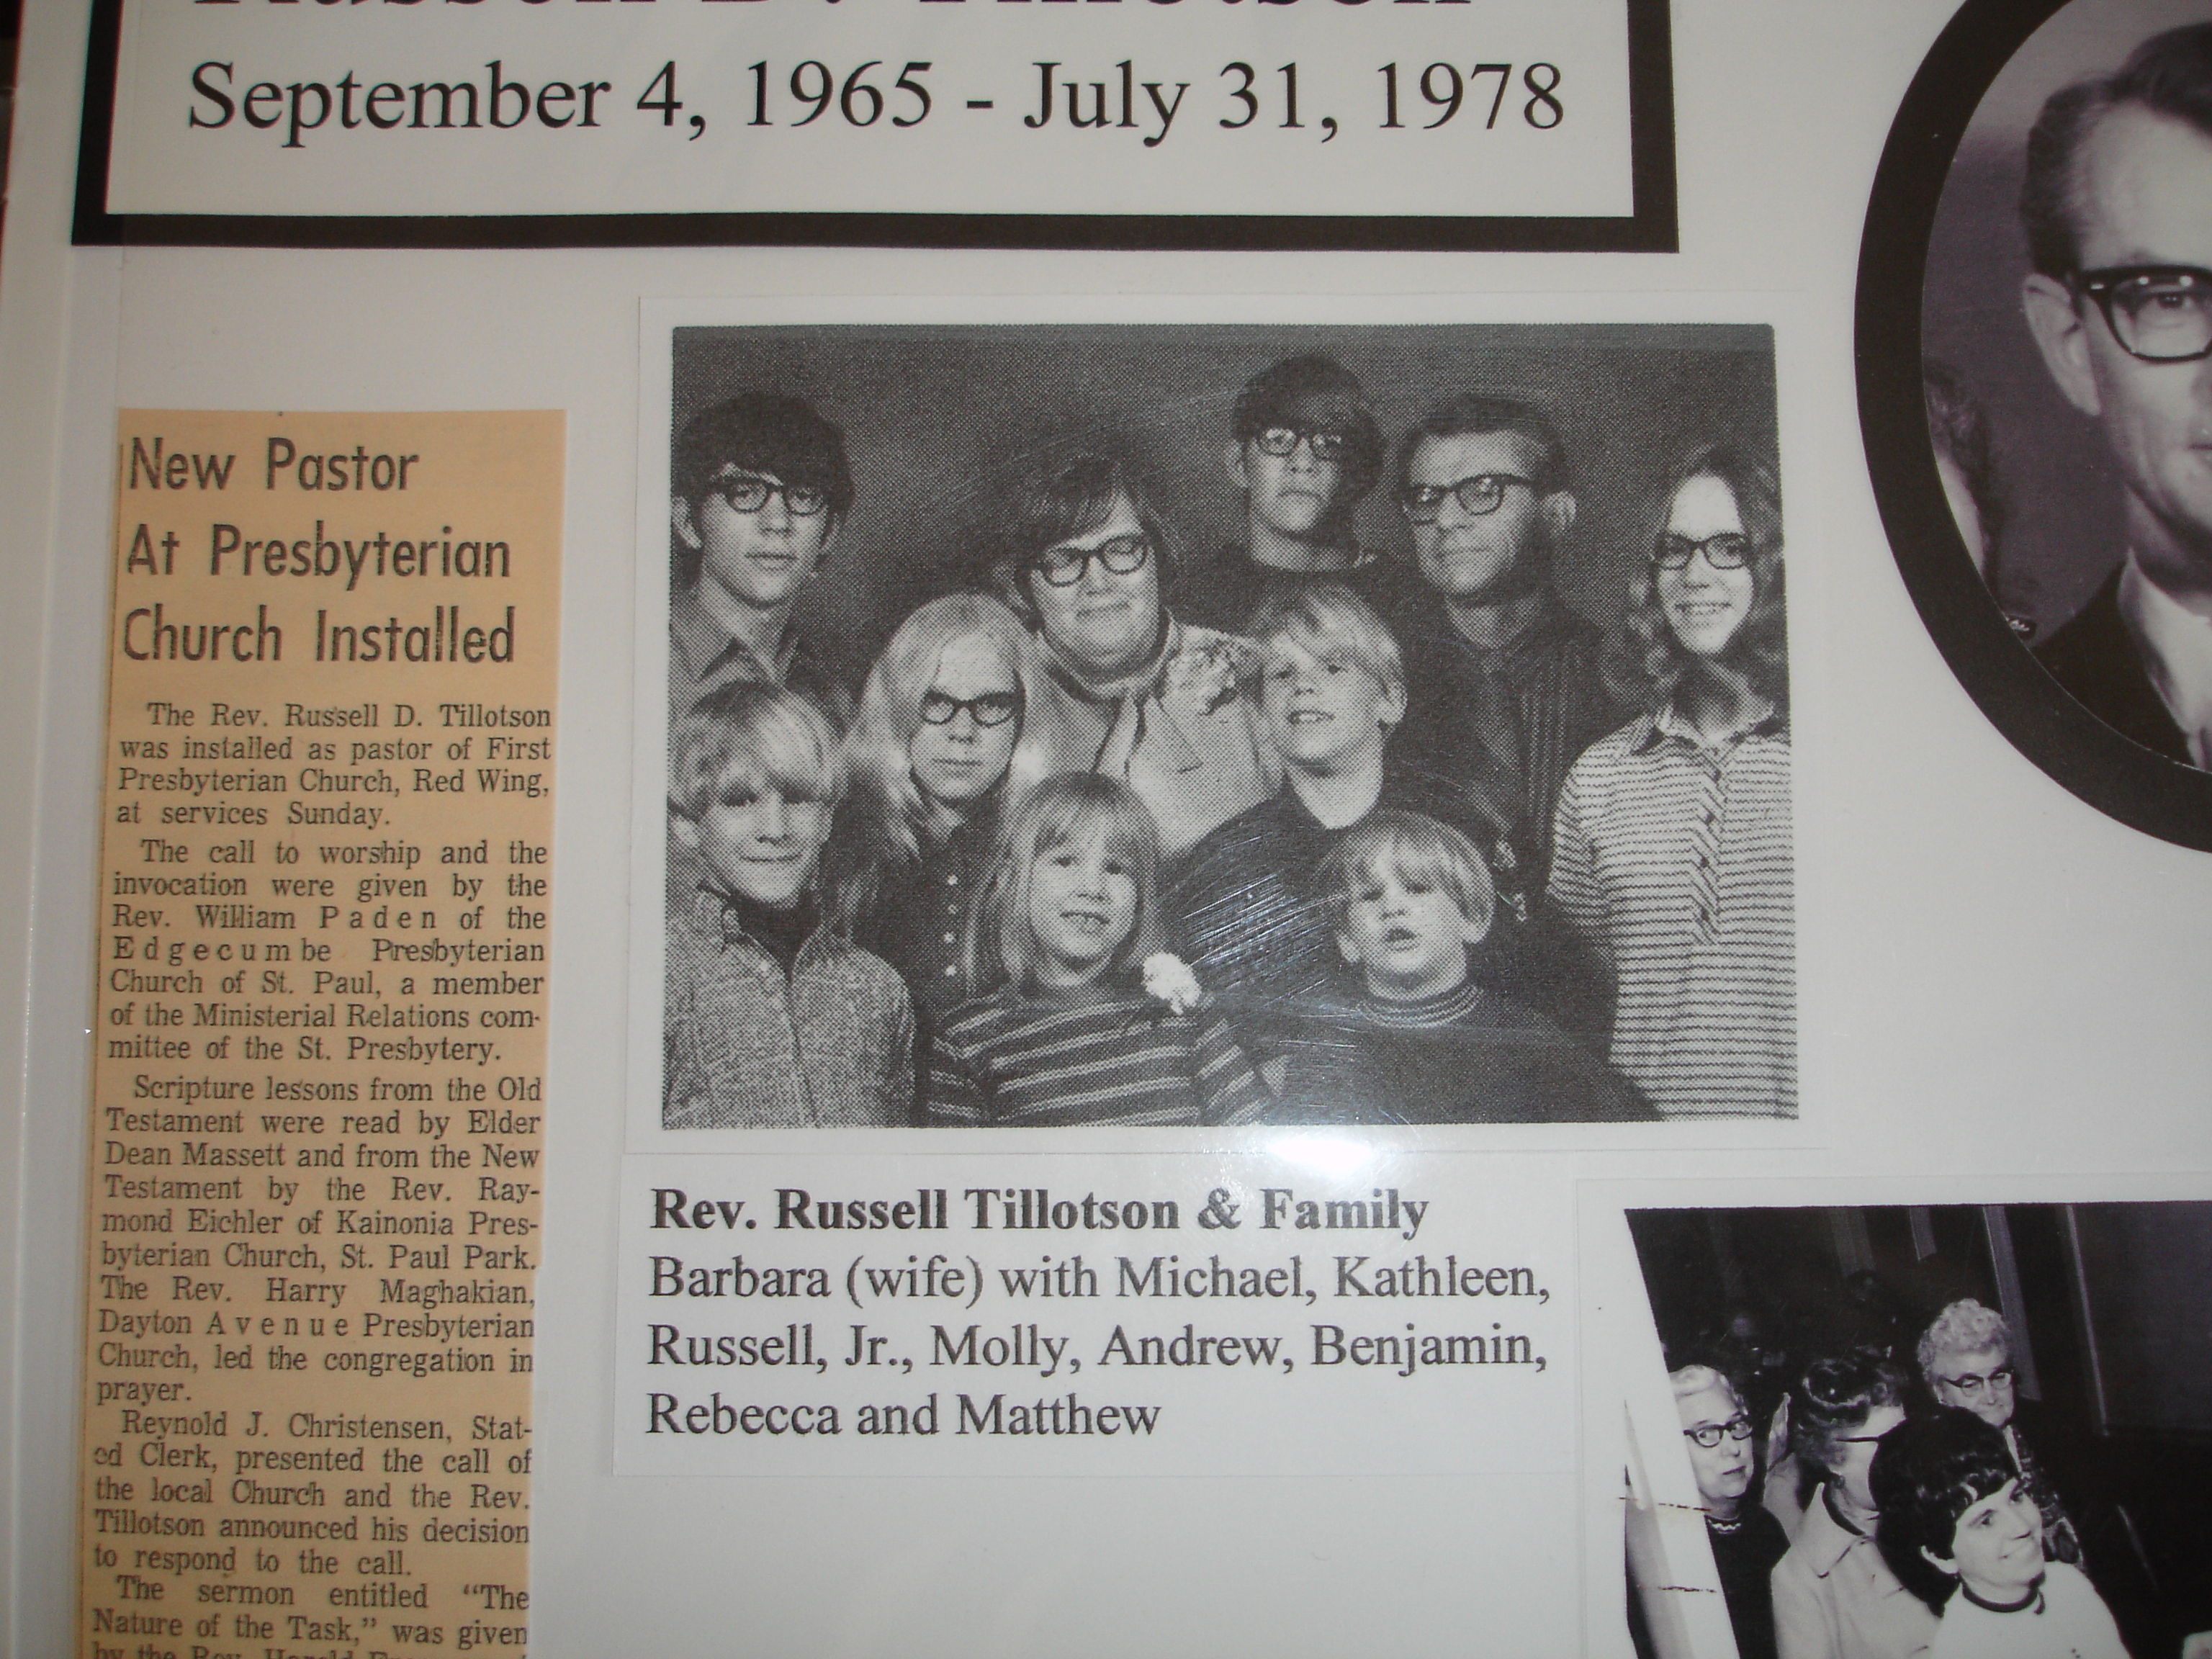 Russell D. Tillotson
September 4, 1965 - July 31, 1978
New Pastor
At Presbyterian
Church Installed
The Rev. Russell D. Tillotson
was installed as pastor of First
Presbyterian Church, Red Wing,
at services Sunday.
The call to worship and the
invocation were given by the
Rev. William Paden of the
Edgecumbe Presbyterian
Church of St. Paul, a member
of the Ministerial Relations com-
mittee of the St. Presbytery.
Scripture lessons from the Old
Testament were read by Elder
Dean Massett and from the New
Testament by the Rev. Ray-
mond Eichler of Kainonia Pres-
byterian Church, St. Paul Park.
The Rev. Harry Maghakian,
Dayton Avenue Presbyterian
Church, led the congregation in
prayer.
Reynold J. Christensen, Stat-
ed Clerk, presented the call of
the local Church and the Rev.
Tillotson announced his decision
to respond to the call.
The sermon entitled "The
Nature of the Task," was given
by the Rev. Harold
Rev. Russell Tillotson & Family
Barbara (wife) with Michael, Kathleen,
Russell, Jr., Molly, Andrew, Benjamin,
Rebecca and Matthew